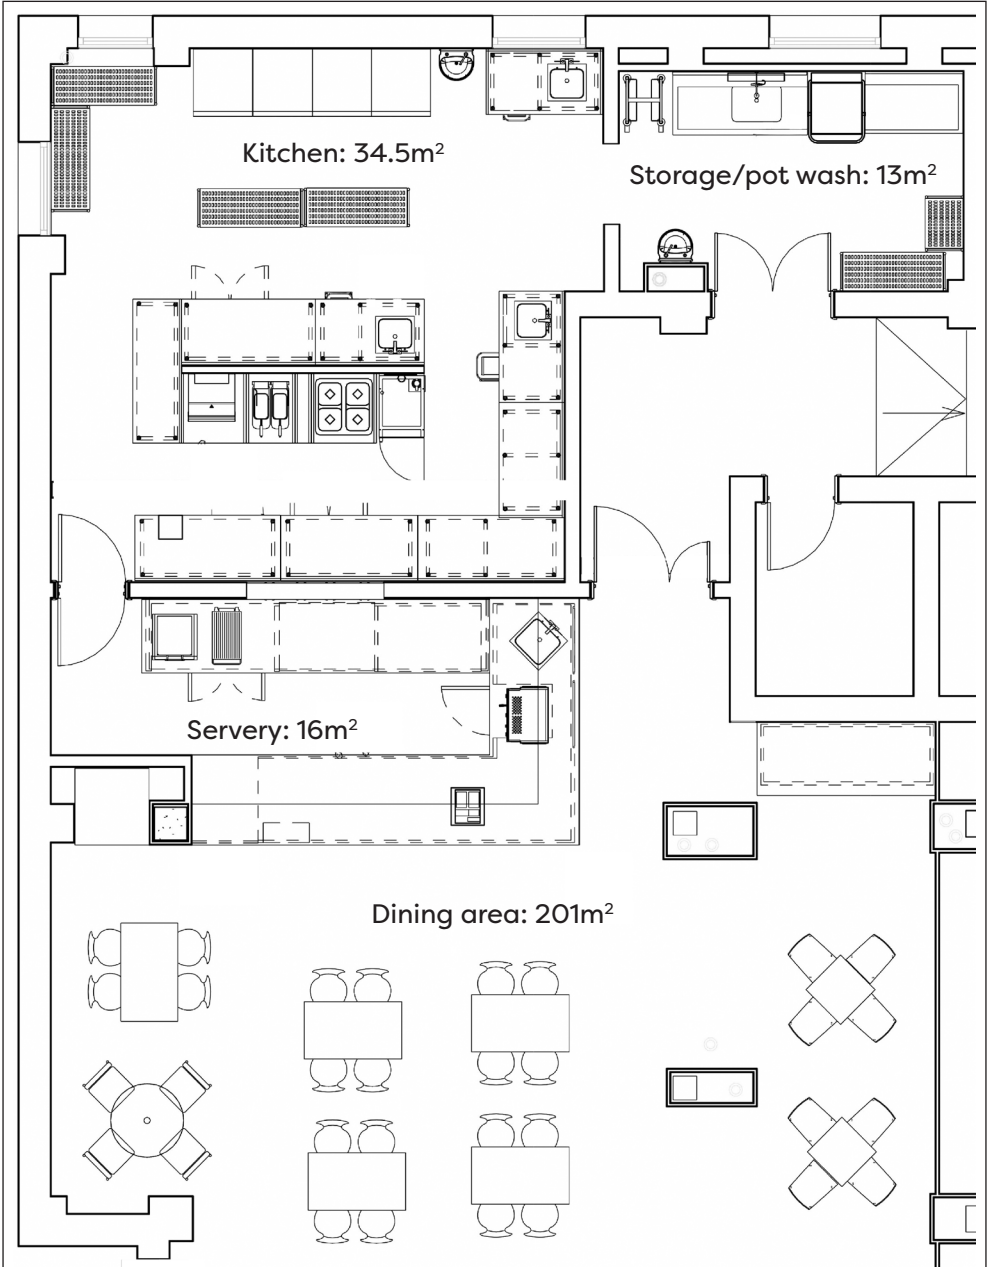 Kitchen: 34.5m²
Storage/pot wash: 13m²
Servery: 16m²
Dining area: 201m²